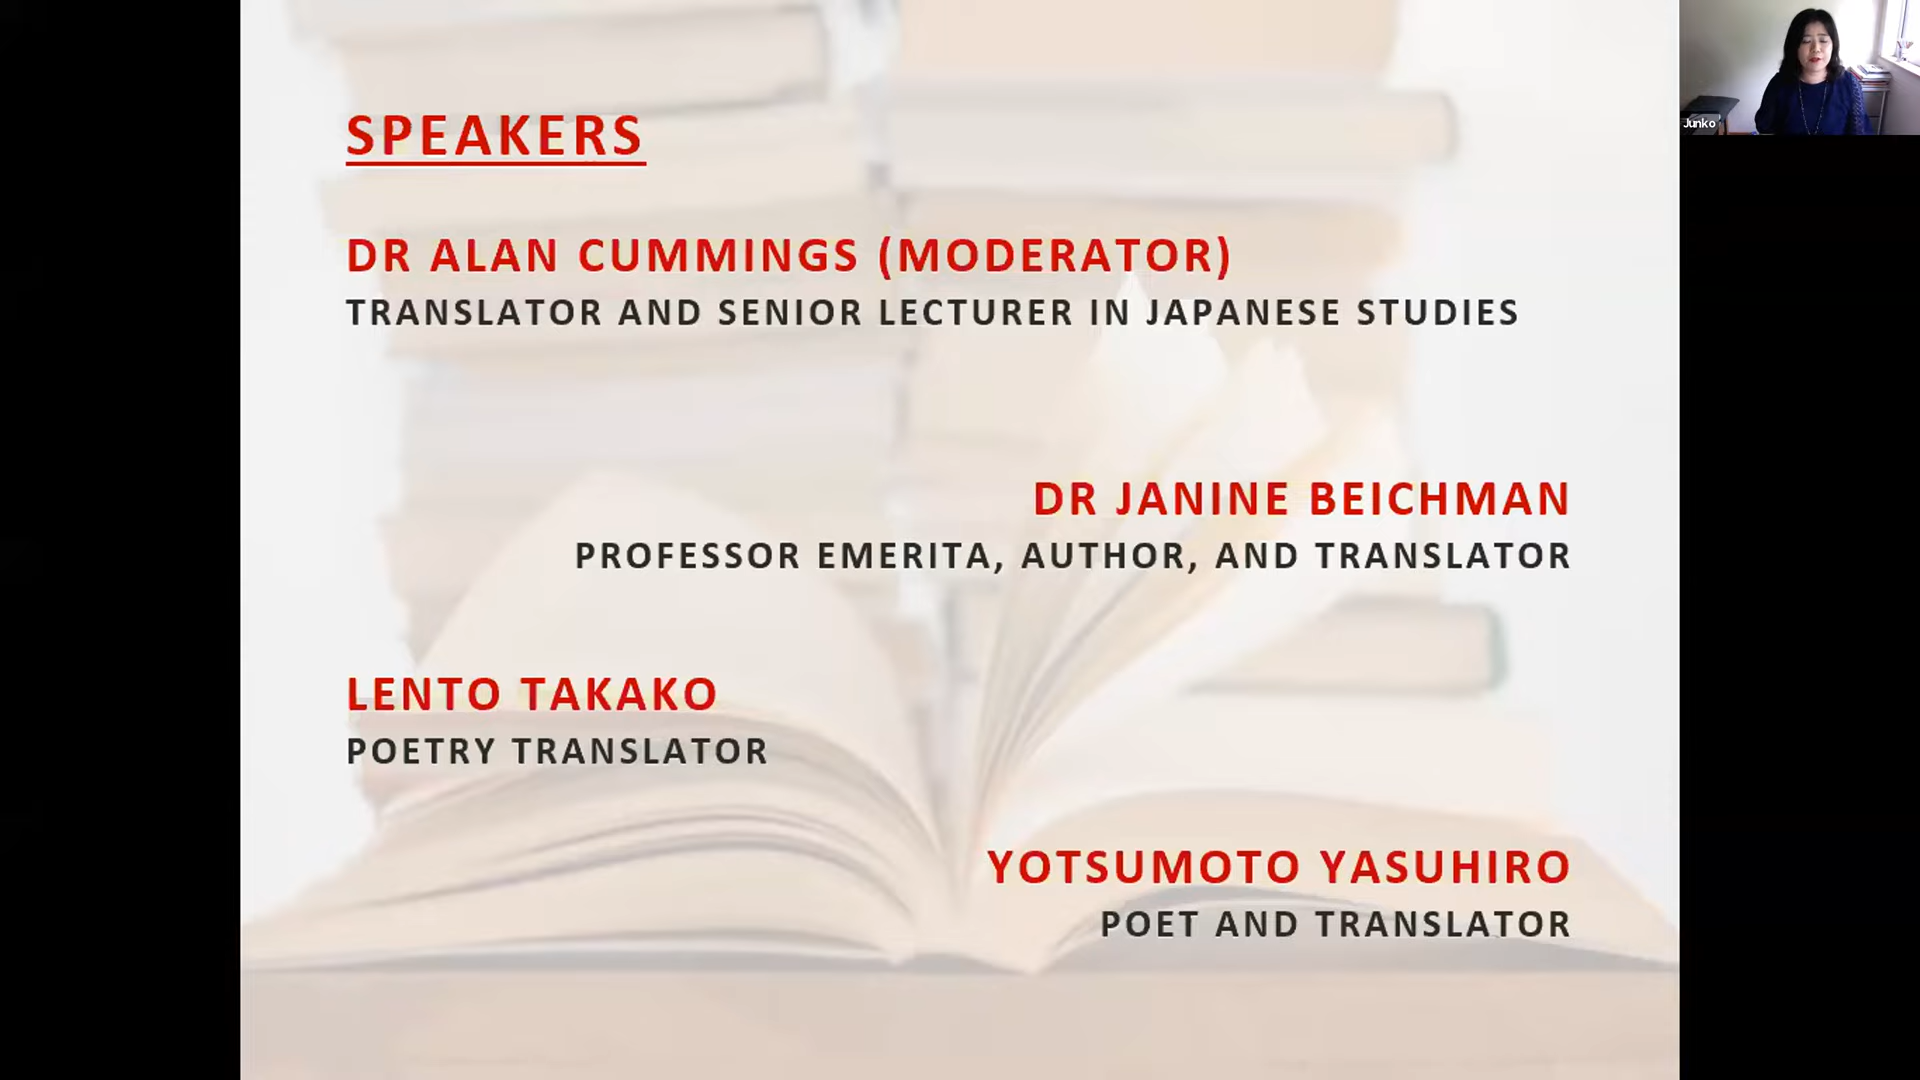 SPEAKERS
DR ALAN CUMMINGS (MODERATOR)
TRANSLATOR AND SENIOR LECTURER IN JAPANESE STUDIES
DR JANINE BEICHMAN
PROFESSOR EMERITA, AUTHOR, AND TRANSLATOR
LENTO TAKAKO
POETRY TRANSLATOR
YOTSUMOTO YASUHIRO
POET AND TRANSLATOR
Junko